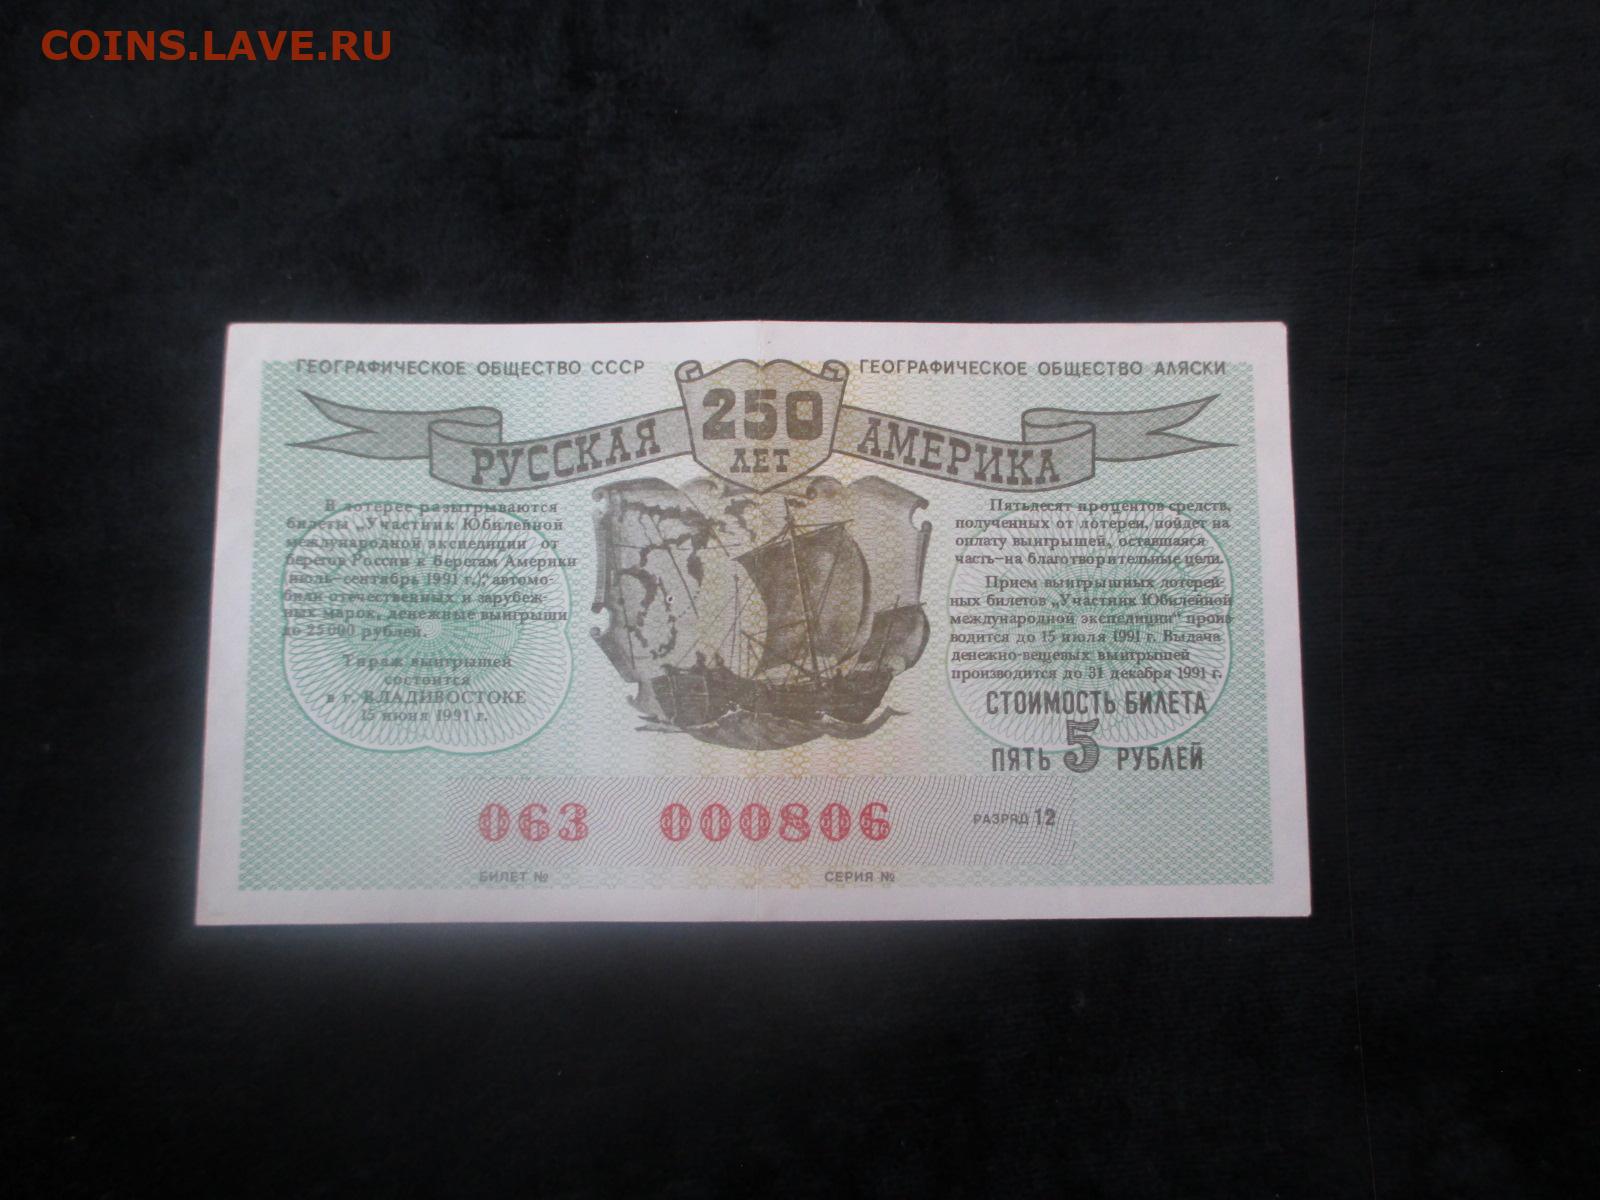 COINS.LAVE.RU
ГЕОГРАФИЧЕСКОЕ ОБЩЕСТВО СССР
ГЕОГРАФИЧЕСКОЕ ОБЩЕСТВО АЛЯСКИ
250
ЛЕТ
РУССКАЯ АМЕРИКА
В лотерее разыгрываются
билеты „Участник Юбилейной
международной экспедиции от
берегов России к Берегам Америки
(июль-сентябрь 1991 г.)", автомо-
били отечественных и зарубеж-
ных марок, денежные выигрыши
до 25000 рублей.
Тираж выигрышей
состоится
в г. ВЛАДИВОСТОКЕ
15 июня 1991 г.
Пятьдесят процентов средств,
полученных от лотереи, пойдет на
оплату выигрышей, оставшаяся
часть—на благотворительные цели.
Прием выигрышных лотерей-
ных билетов „Участник Юбилейной
международной экспедиции" произ-
водится до 15 июля 1991 г. Выдача
денежно-вещевых выигрышей
производится до 31 декабря 1991 г.
СТОИМОСТЬ БИЛЕТА
ПЯТЬ 5 РУБЛЕЙ
063 000806 РАЗРЯД 12
БИЛЕТ № СЕРИЯ №